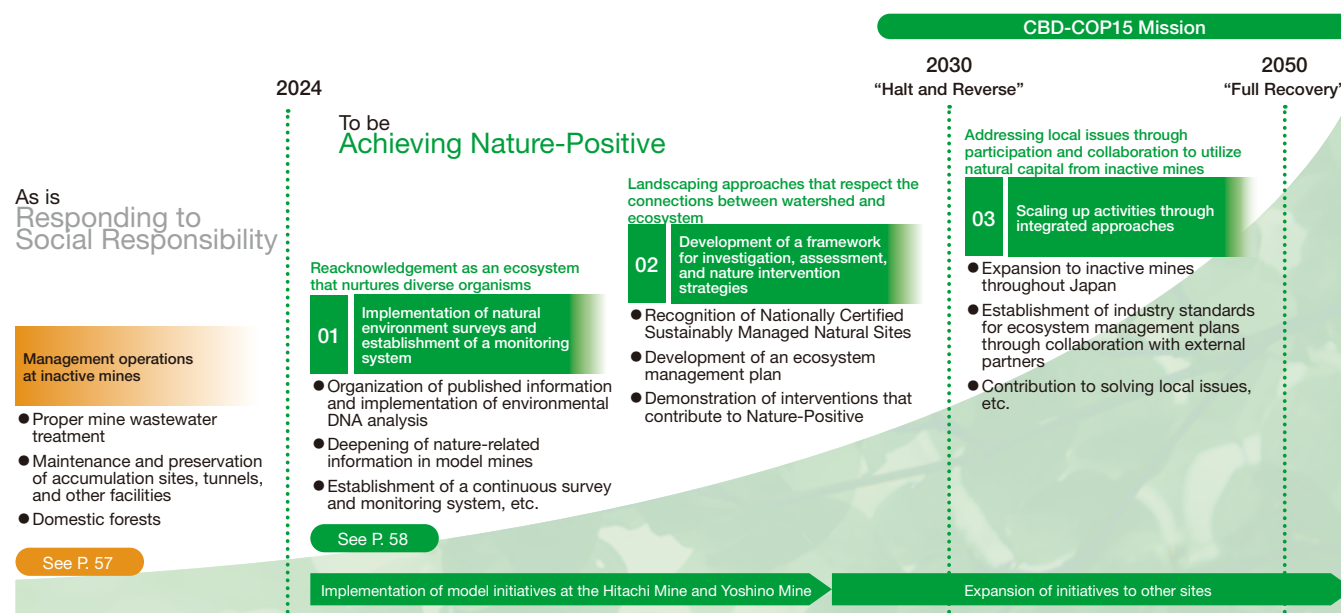 CBD-COP15 Mission
2024
2030
"Halt and Reverse"
2050
"Full Recovery"
As is
Responding to
Social Responsibility
Management operations
at inactive mines
● Proper mine wastewater
treatment
● Maintenance and preservation
of accumulation sites, tunnels,
and other facilities
● Domestic forests
See P. 57
To be
Achieving Nature-Positive
Reacknowledgement as an ecosystem
that nurtures diverse organisms
01
Implementation of natural
environment surveys and
establishment of a monitoring
system
● Organization of published information
and implementation of environmental
DNA analysis
● Deepening of nature-related
information in model mines
● Establishment of a continuous survey
and monitoring system, etc.
See P. 58
Landscaping approaches that respect the
connections between watershed and
ecosystem
02
Development of a framework
for investigation, assessment,
and nature intervention
strategies
● Recognition of Nationally Certified
Sustainably Managed Natural Sites
● Development of an ecosystem
management plan
● Demonstration of interventions that
contribute to Nature-Positive
Addressing local issues through
participation and collaboration to utilize
natural capital from inactive mines
03
Scaling up activities through
integrated approaches
● Expansion to inactive mines
throughout Japan
● Establishment of industry standards
for ecosystem management plans
through collaboration with external
partners
● Contribution to solving local issues,
etc.
Implementation of model initiatives at the Hitachi Mine and Yoshino Mine
Expansion of initiatives to other sites